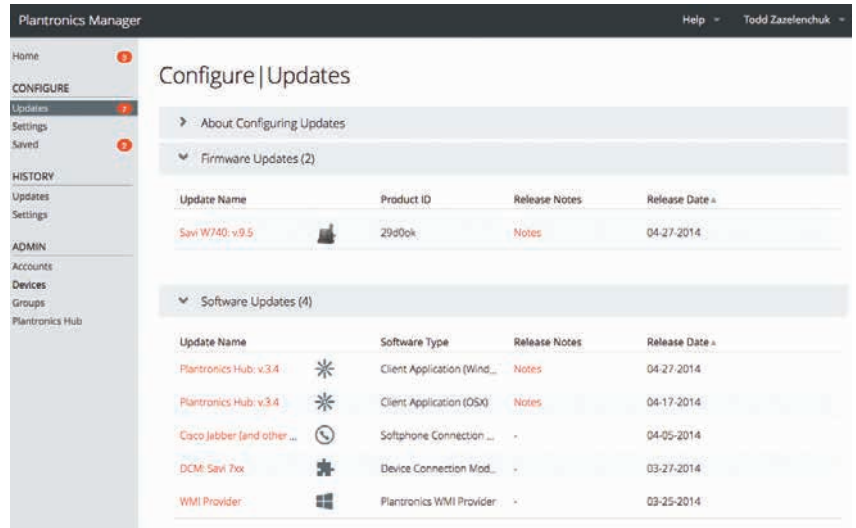 Plantronics Manager
Help
Todd Zazelenchuk
Home
CONFIGURE
Updates
Settings
Saved
HISTORY
Updates
Settings
ADMIN
Accounts
Devices
Groups
Plantronics Hub
Configure|Updates
About Configuring Updates
Firmware Updates (2)
Update Name Product ID Release Notes Release Date
Savi W740: v.9.5 29d0ok Notes 04-27-2014
Software Updates (4)
Update Name Software Type Release Notes Release Date
Plantronics Hub: v.3.4 Client Application (Wind... Notes 04-27-2014
Plantronics Hub: v.3.4 Client Application (OSX) Notes 04-17-2014
Cisco Jabber (and other ... Softphone Connection ... - 04-05-2014
DCM: Savi 7xx Device Connection Mod... - 03-27-2014
WMI Provider Plantronics WMI Provider - 03-25-2014